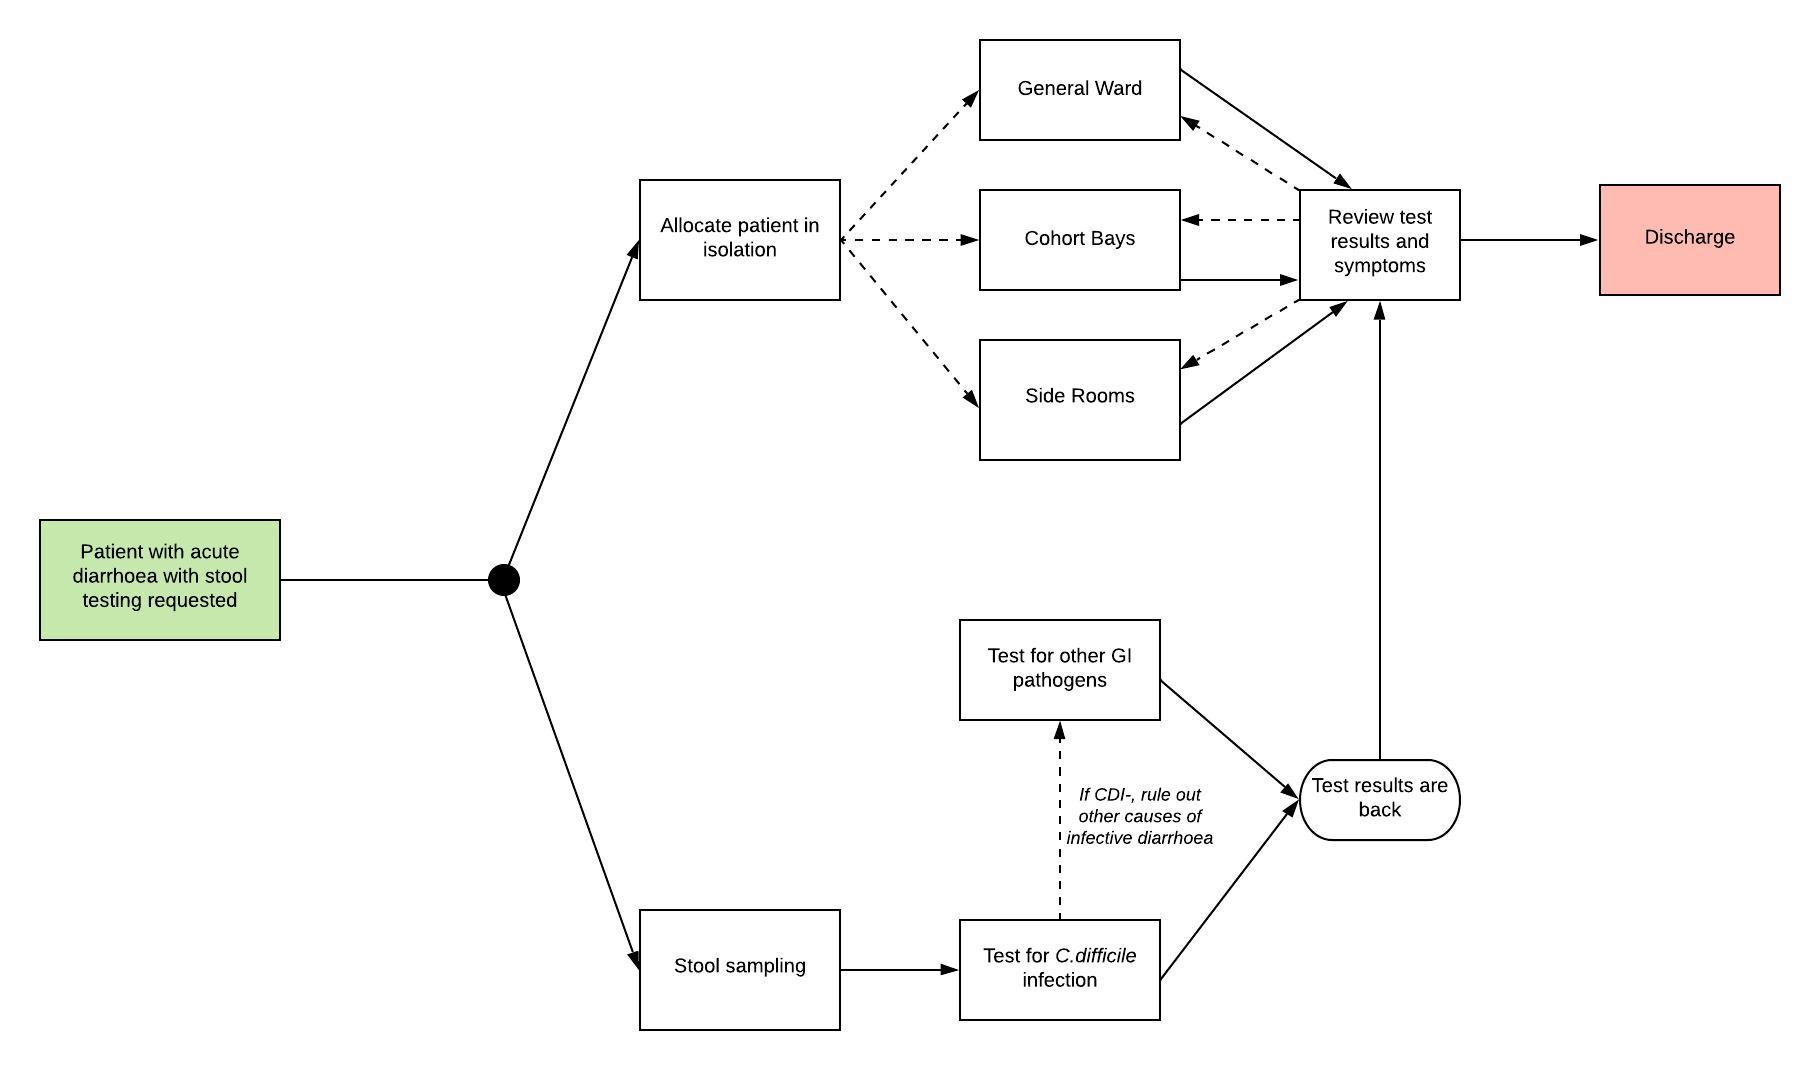 General Ward
Allocate patient in
isolation
Cohort Bays
Review test
results and
symptoms
Discharge
Side Rooms
Patient with acute
diarrhoea with stool
testing requested
Test for other GI
pathogens
If CDI-, rule out
other causes of
infective diarrhoea
Test results are
back
Stool sampling
Test for C.difficile
infection